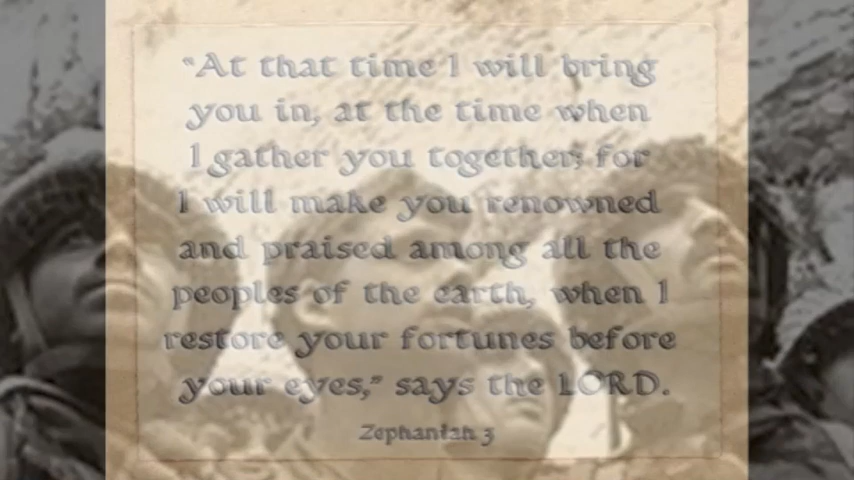 “At that time I will bring
you in, at the time when
I gather you together; for
I will make you renowned
and praised among all the
peoples of the earth, when I
restore your fortunes before
your eyes,” says the LORD.
Zephaniah 3